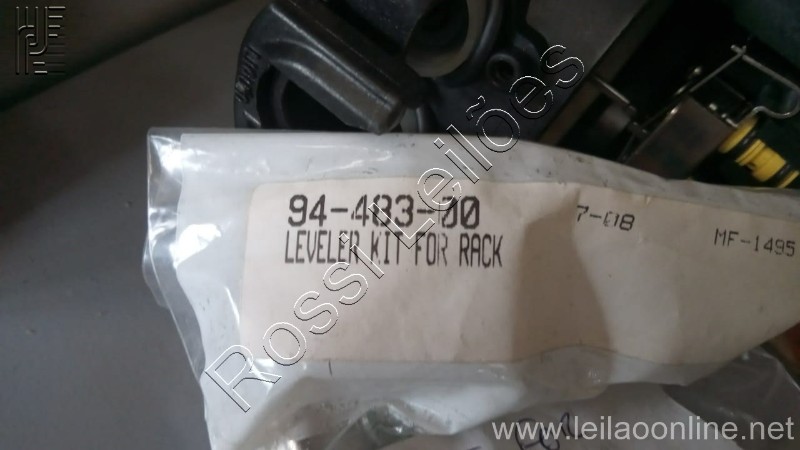 94-483-00
LEVELER KIT FOR RACK
7-08
MF-1495
Rossi Leilões
www.leilaoonline.net